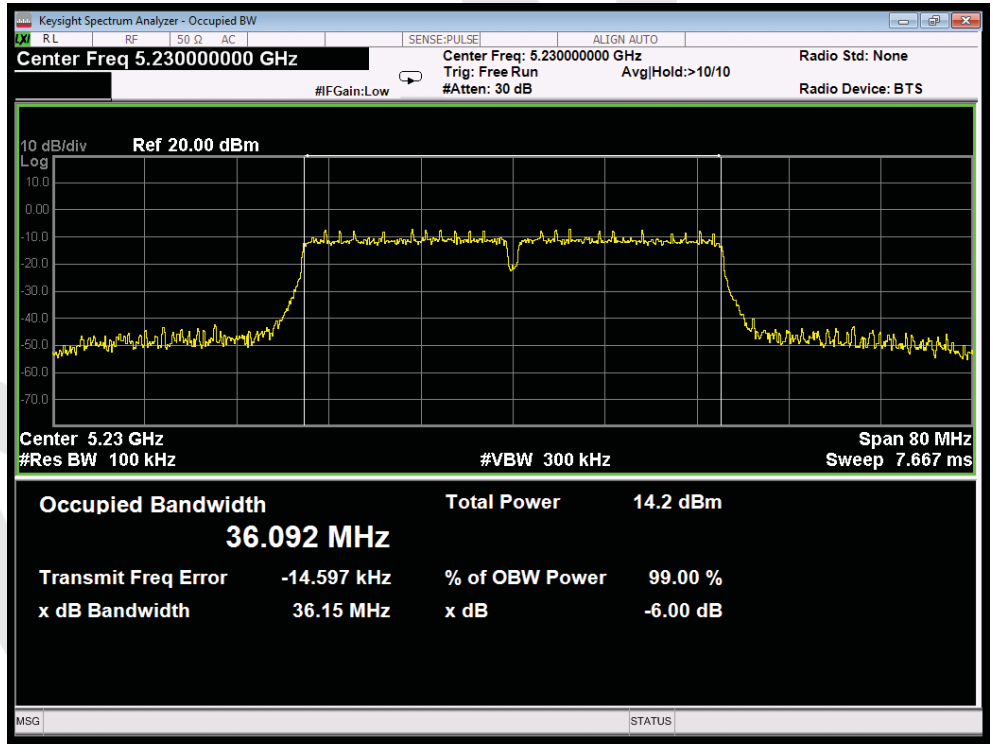 Keysight Spectrum Analyzer - Occupied BW
LXI RL RF 50 Ω AC SENSE:PULSE ALIGN AUTO
Center Freq 5.230000000 GHz Center Freq: 5.230000000 GHz Radio Std: None
Trig: Free Run Avg|Hold:>10/10
#IFGain:Low #Atten: 30 dB Radio Device: BTS
10 dB/div Ref 20.00 dBm
Log
10.0
0.00
-10.0
-20.0
-30.0
-40.0
-50.0
-60.0
-70.0
Center 5.23 GHz Span 80 MHz
#Res BW 100 kHz #VBW 300 kHz Sweep 7.667 ms
Occupied Bandwidth Total Power 14.2 dBm
36.092 MHz
Transmit Freq Error -14.597 kHz % of OBW Power 99.00 %
x dB Bandwidth 36.15 MHz x dB -6.00 dB
MSG STATUS